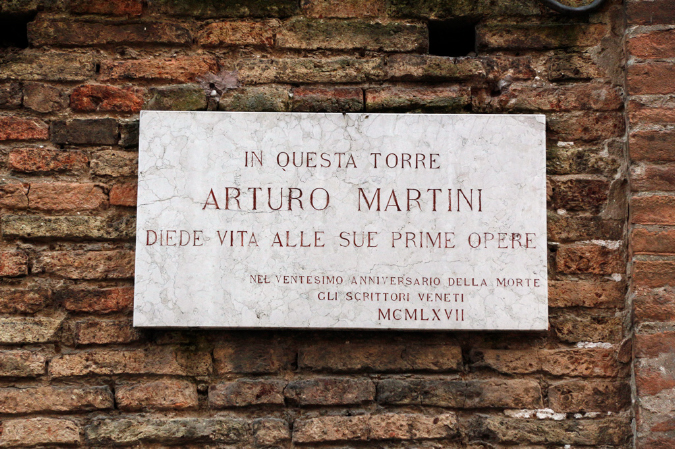 IN QUESTA TORRE
ARTURO MARTINI
DIEDE VITA ALLE SUE PRIME OPERE
NEL VENTESIMO ANNIVERSARIO DELLA MORTE
GLI SCRITTORI VENETI
MCMLXVII